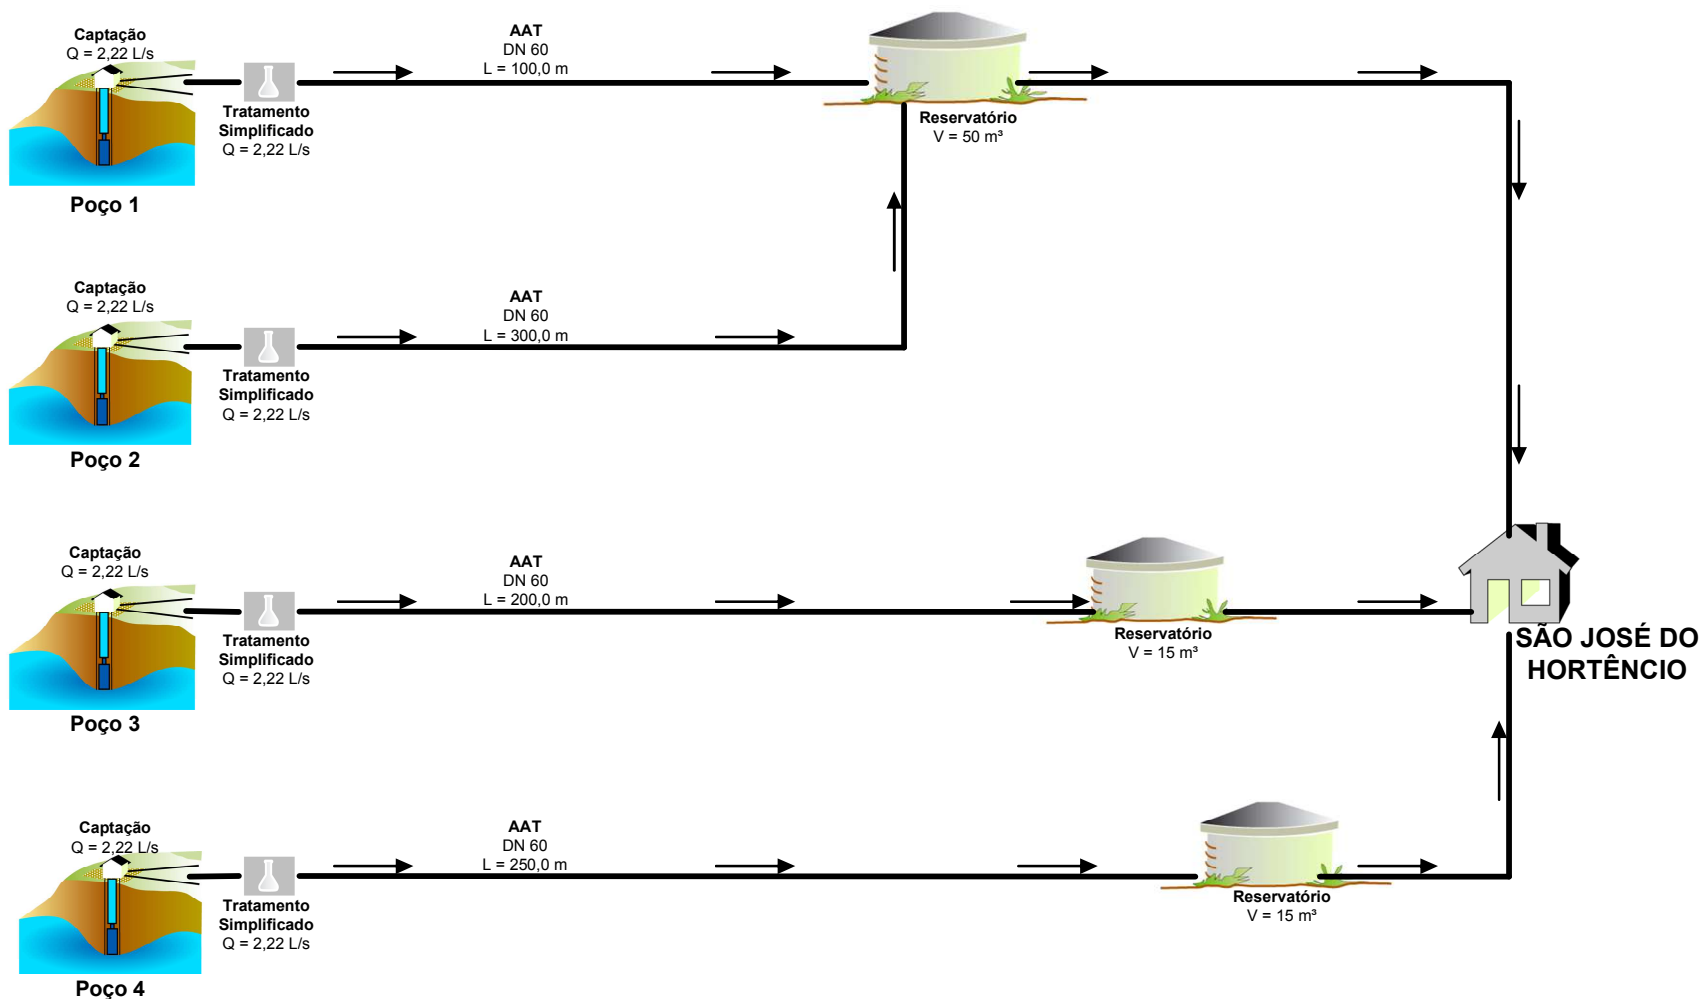 Captação
Q = 2,22 L/s
Poço 1
Tratamento
Simplificado
Q = 2,22 L/s
AAT
DN 60
L = 100,0 m
Reservatório
V = 50 m³
Captação
Q = 2,22 L/s
Poço 2
Tratamento
Simplificado
Q = 2,22 L/s
AAT
DN 60
L = 300,0 m
Captação
Q = 2,22 L/s
Poço 3
Tratamento
Simplificado
Q = 2,22 L/s
AAT
DN 60
L = 200,0 m
Reservatório
V = 15 m³
SÃO JOSÉ DO
HORTÊNCIO
Captação
Q = 2,22 L/s
Poço 4
Tratamento
Simplificado
Q = 2,22 L/s
AAT
DN 60
L = 250,0 m
Reservatório
V = 15 m³